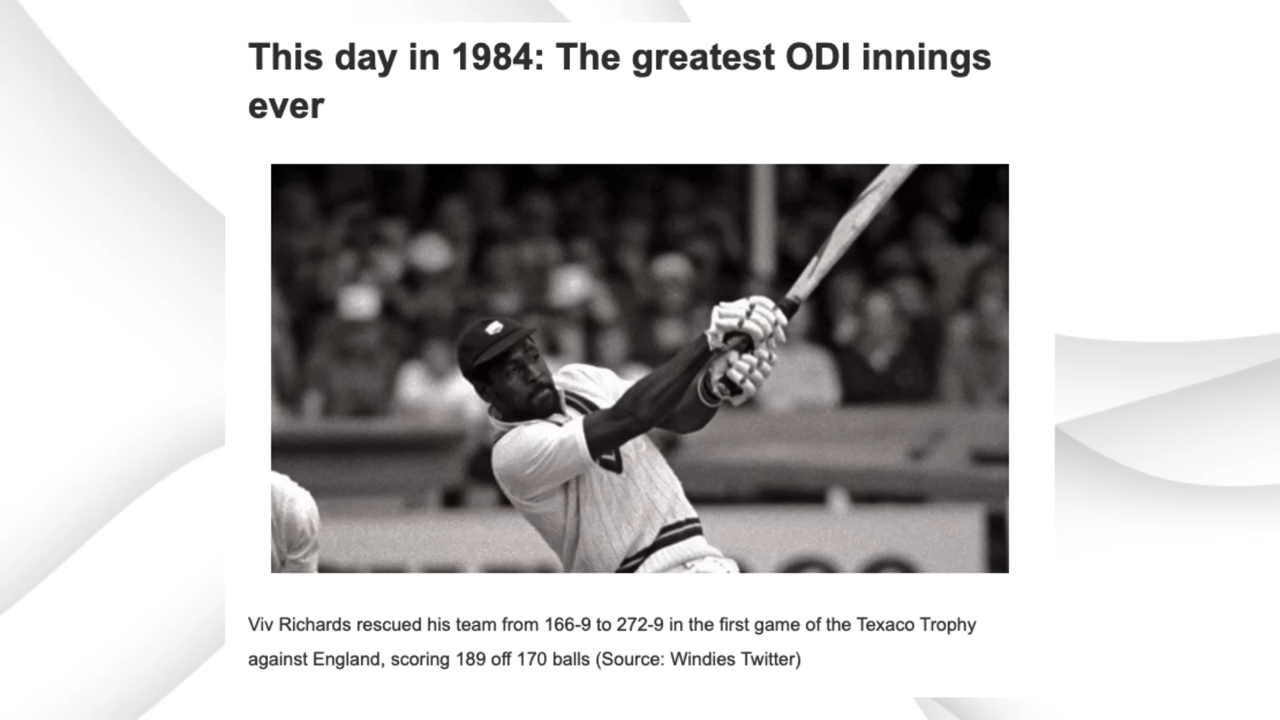 This day in 1984: The greatest ODI innings
ever
Viv Richards rescued his team from 166-9 to 272-9 in the first game of the Texaco Trophy
against England, scoring 189 off 170 balls (Source: Windies Twitter)